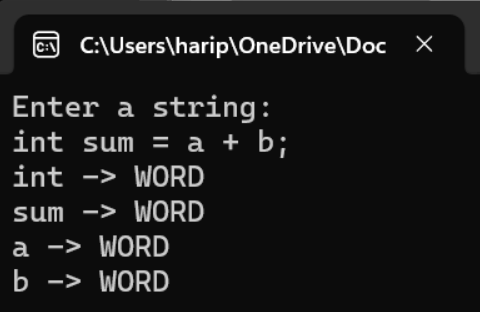 C:\Users\harip\OneDrive\Doc
Enter a string:
int sum = a + b;
int -> WORD
sum -> WORD
a -> WORD
b -> WORD